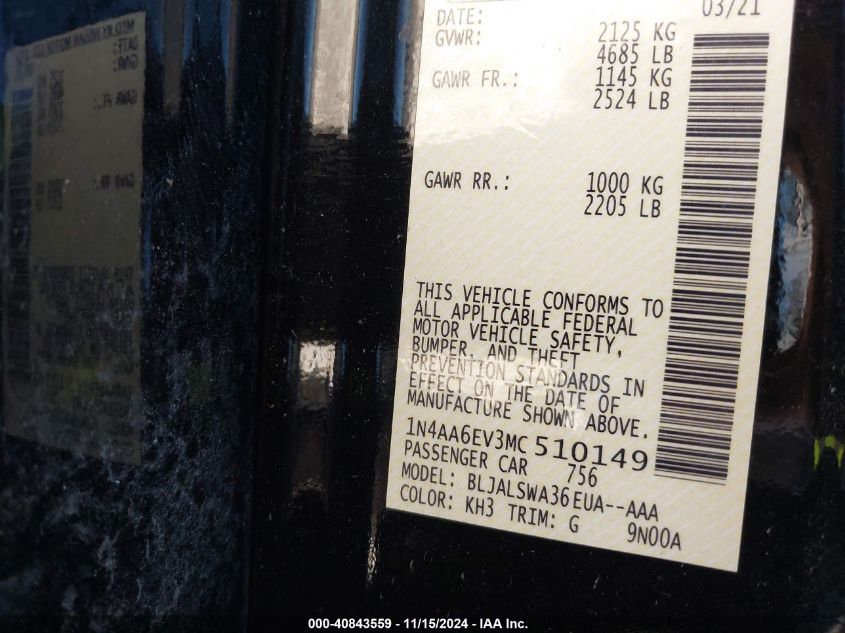 DATE: 03/21
GVWR: 2125 KG
4685 LB
GAWR FR.: 1145 KG
2524 LB
GAWR RR.: 1000 KG
2205 LB
THIS VEHICLE CONFORMS TO
ALL APPLICABLE FEDERAL
MOTOR VEHICLE SAFETY,
BUMPER, AND THEFT
PREVENTION STANDARDS IN
EFFECT ON THE DATE OF
MANUFACTURE SHOWN ABOVE.
1N4AA6EV3MC510149
PASSENGER CAR 756
MODEL: BLJALSWA36EUA--AAA
COLOR: KH3 TRIM: G 9N00A
000-40843559 - 11/15/2024 - IAA Inc.